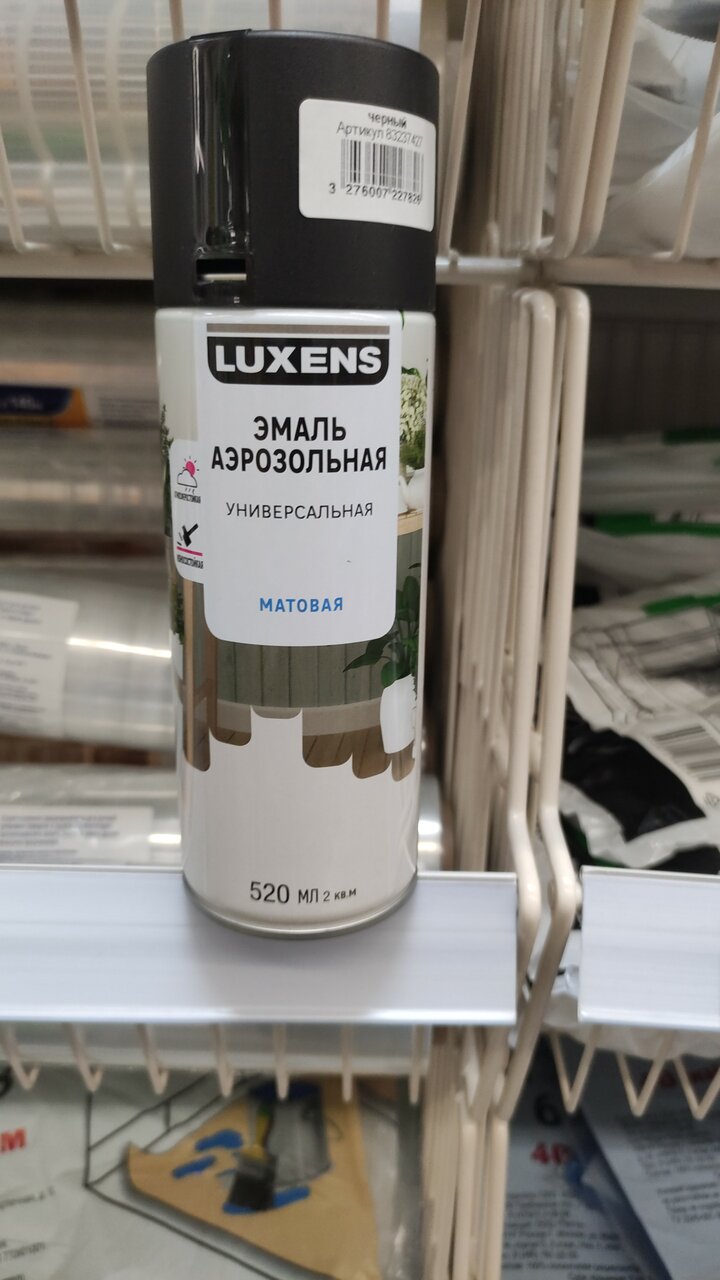 черный
Артикул 83237427
3 276007 227826
LUXENS
ЭМАЛЬ
АЭРОЗОЛЬНАЯ
УНИВЕРСАЛЬНАЯ
МАТОВАЯ
520 МЛ 2 КВ.М